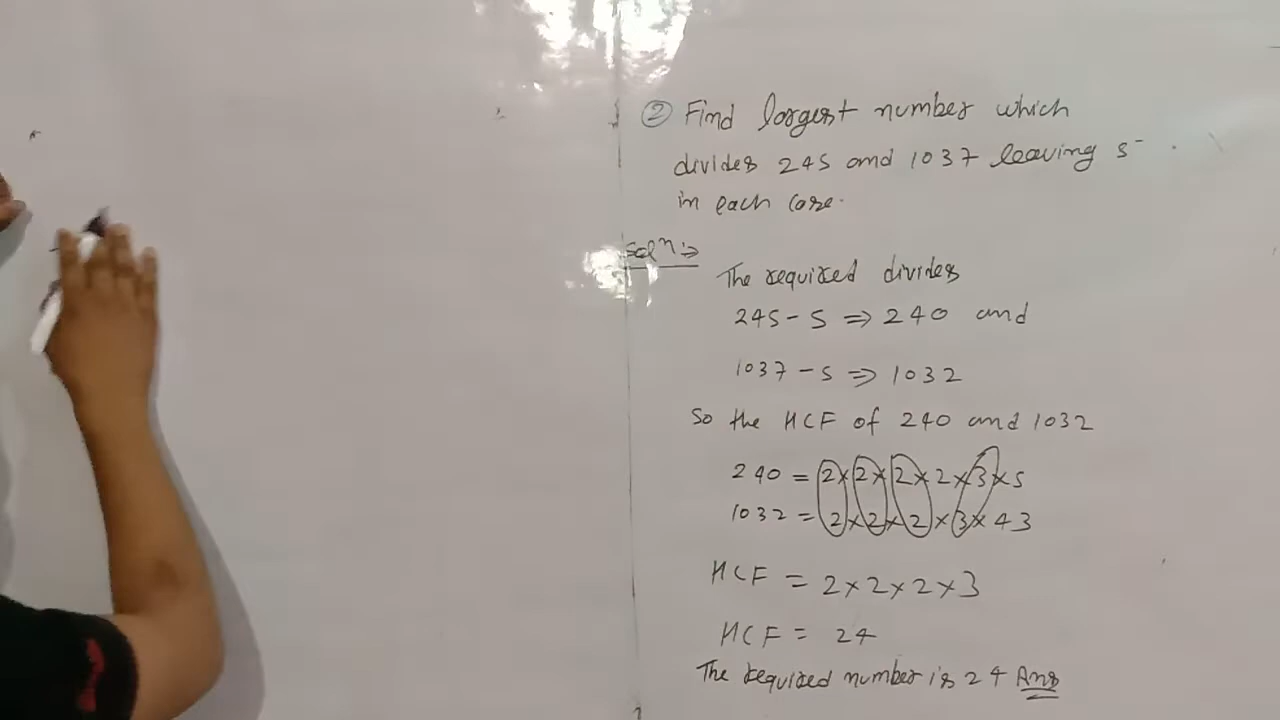 ② Find largest number which
divides 245 and 1037 leaving 5
in each case.
Solⁿ :⇒
The required divides
245 - 5 ⇒ 240 and
1037 - 5 ⇒ 1032
So the HCF of 240 and 1032
240 = 2×2×2×2×3×5
1032 = 2×2×2×3×43
HCF = 2×2×2×3
HCF = 24
The required number is 24 Ans